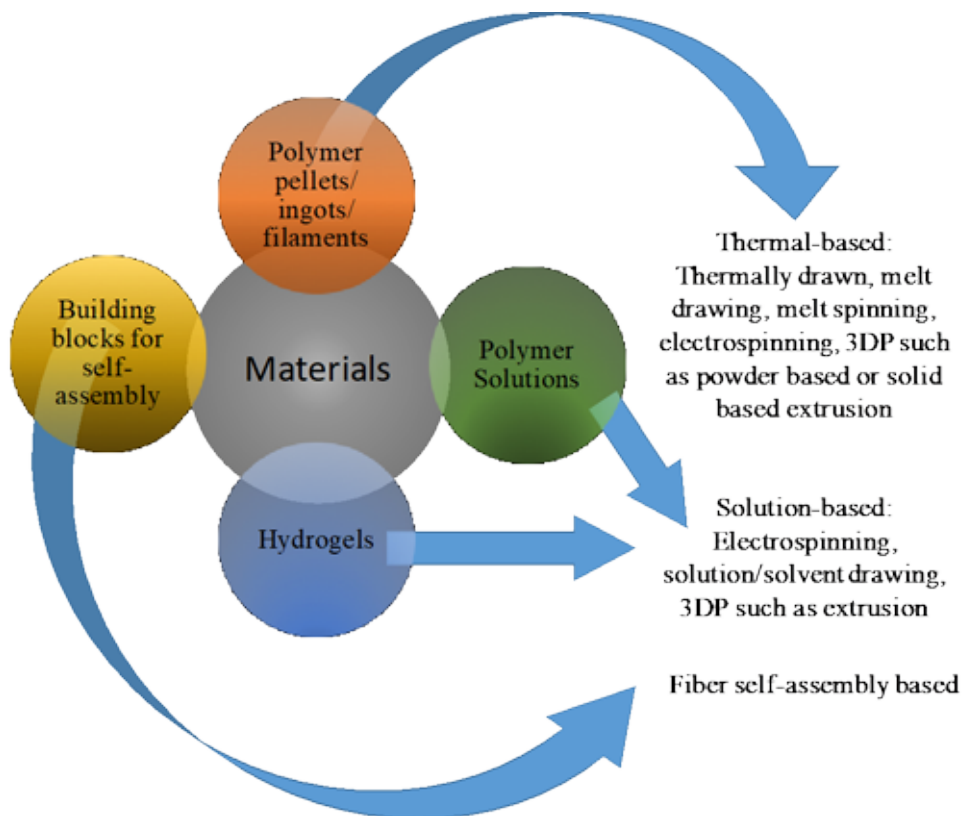 Polymer
pellets/
ingots/
filaments
Building
blocks for
self-
assembly
Materials
Polymer
Solutions
Hydrogels
Thermal-based:
Thermally drawn, melt
drawing, melt spinning,
electrospinning, 3DP such
as powder based or solid
based extrusion
Solution-based:
Electrospinning,
solution/solvent drawing,
3DP such as extrusion
Fiber self-assembly based